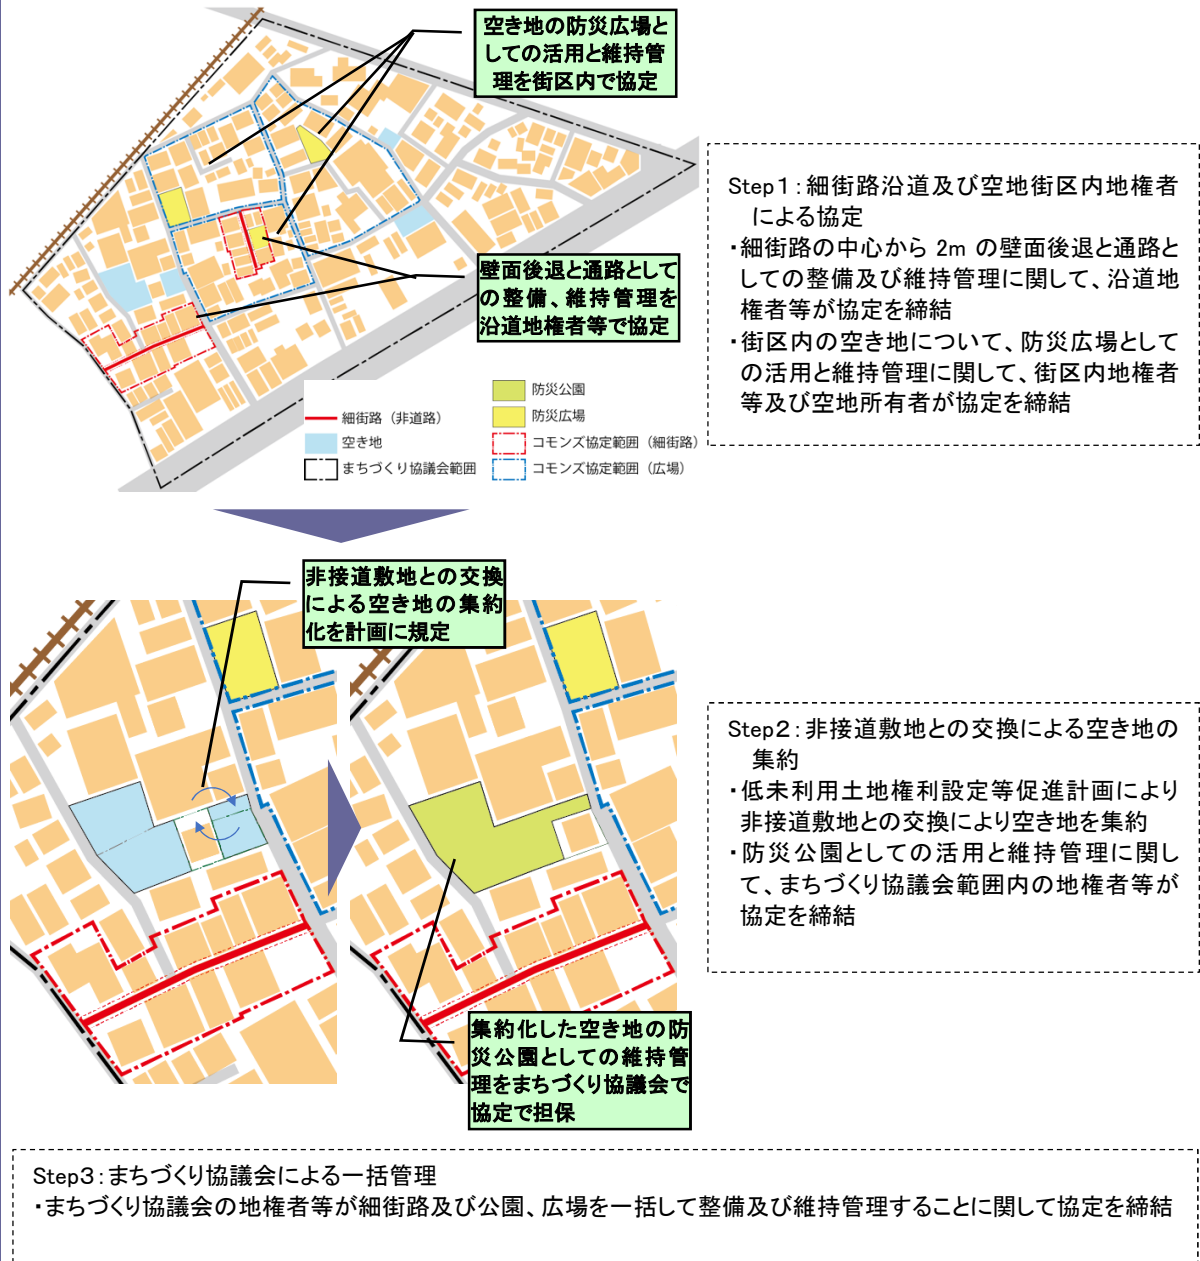 空き地の防災広場と
しての活用と維持管
理を街区内で協定
壁面後退と通路として
の整備、維持管理を
沿道地権者等で協定
細街路（非道路）
空き地
まちづくり協議会範囲
防災公園
防災広場
コモンズ協定範囲（細街路）
コモンズ協定範囲（広場）
Step1：細街路沿道及び空地街区内地権者
による協定
・細街路の中心から 2m の壁面後退と通路と
しての整備及び維持管理に関して、沿道地
権者等が協定を締結
・街区内の空き地について、防災広場として
の活用と維持管理に関して、街区内地権者
等及び空地所有者が協定を締結
非接道敷地との交換
による空き地の集約
化を計画に規定
集約化した空き地の防
災公園としての維持管
理をまちづくり協議会で
協定で担保
Step2：非接道敷地との交換による空き地の
集約
・低未利用土地権利設定等促進計画により
非接道敷地との交換により空き地を集約
・防災公園としての活用と維持管理に関し
て、まちづくり協議会範囲内の地権者等が
協定を締結
Step3：まちづくり協議会による一括管理
・まちづくり協議会の地権者等が細街路及び公園、広場を一括して整備及び維持管理することに関して協定を締結